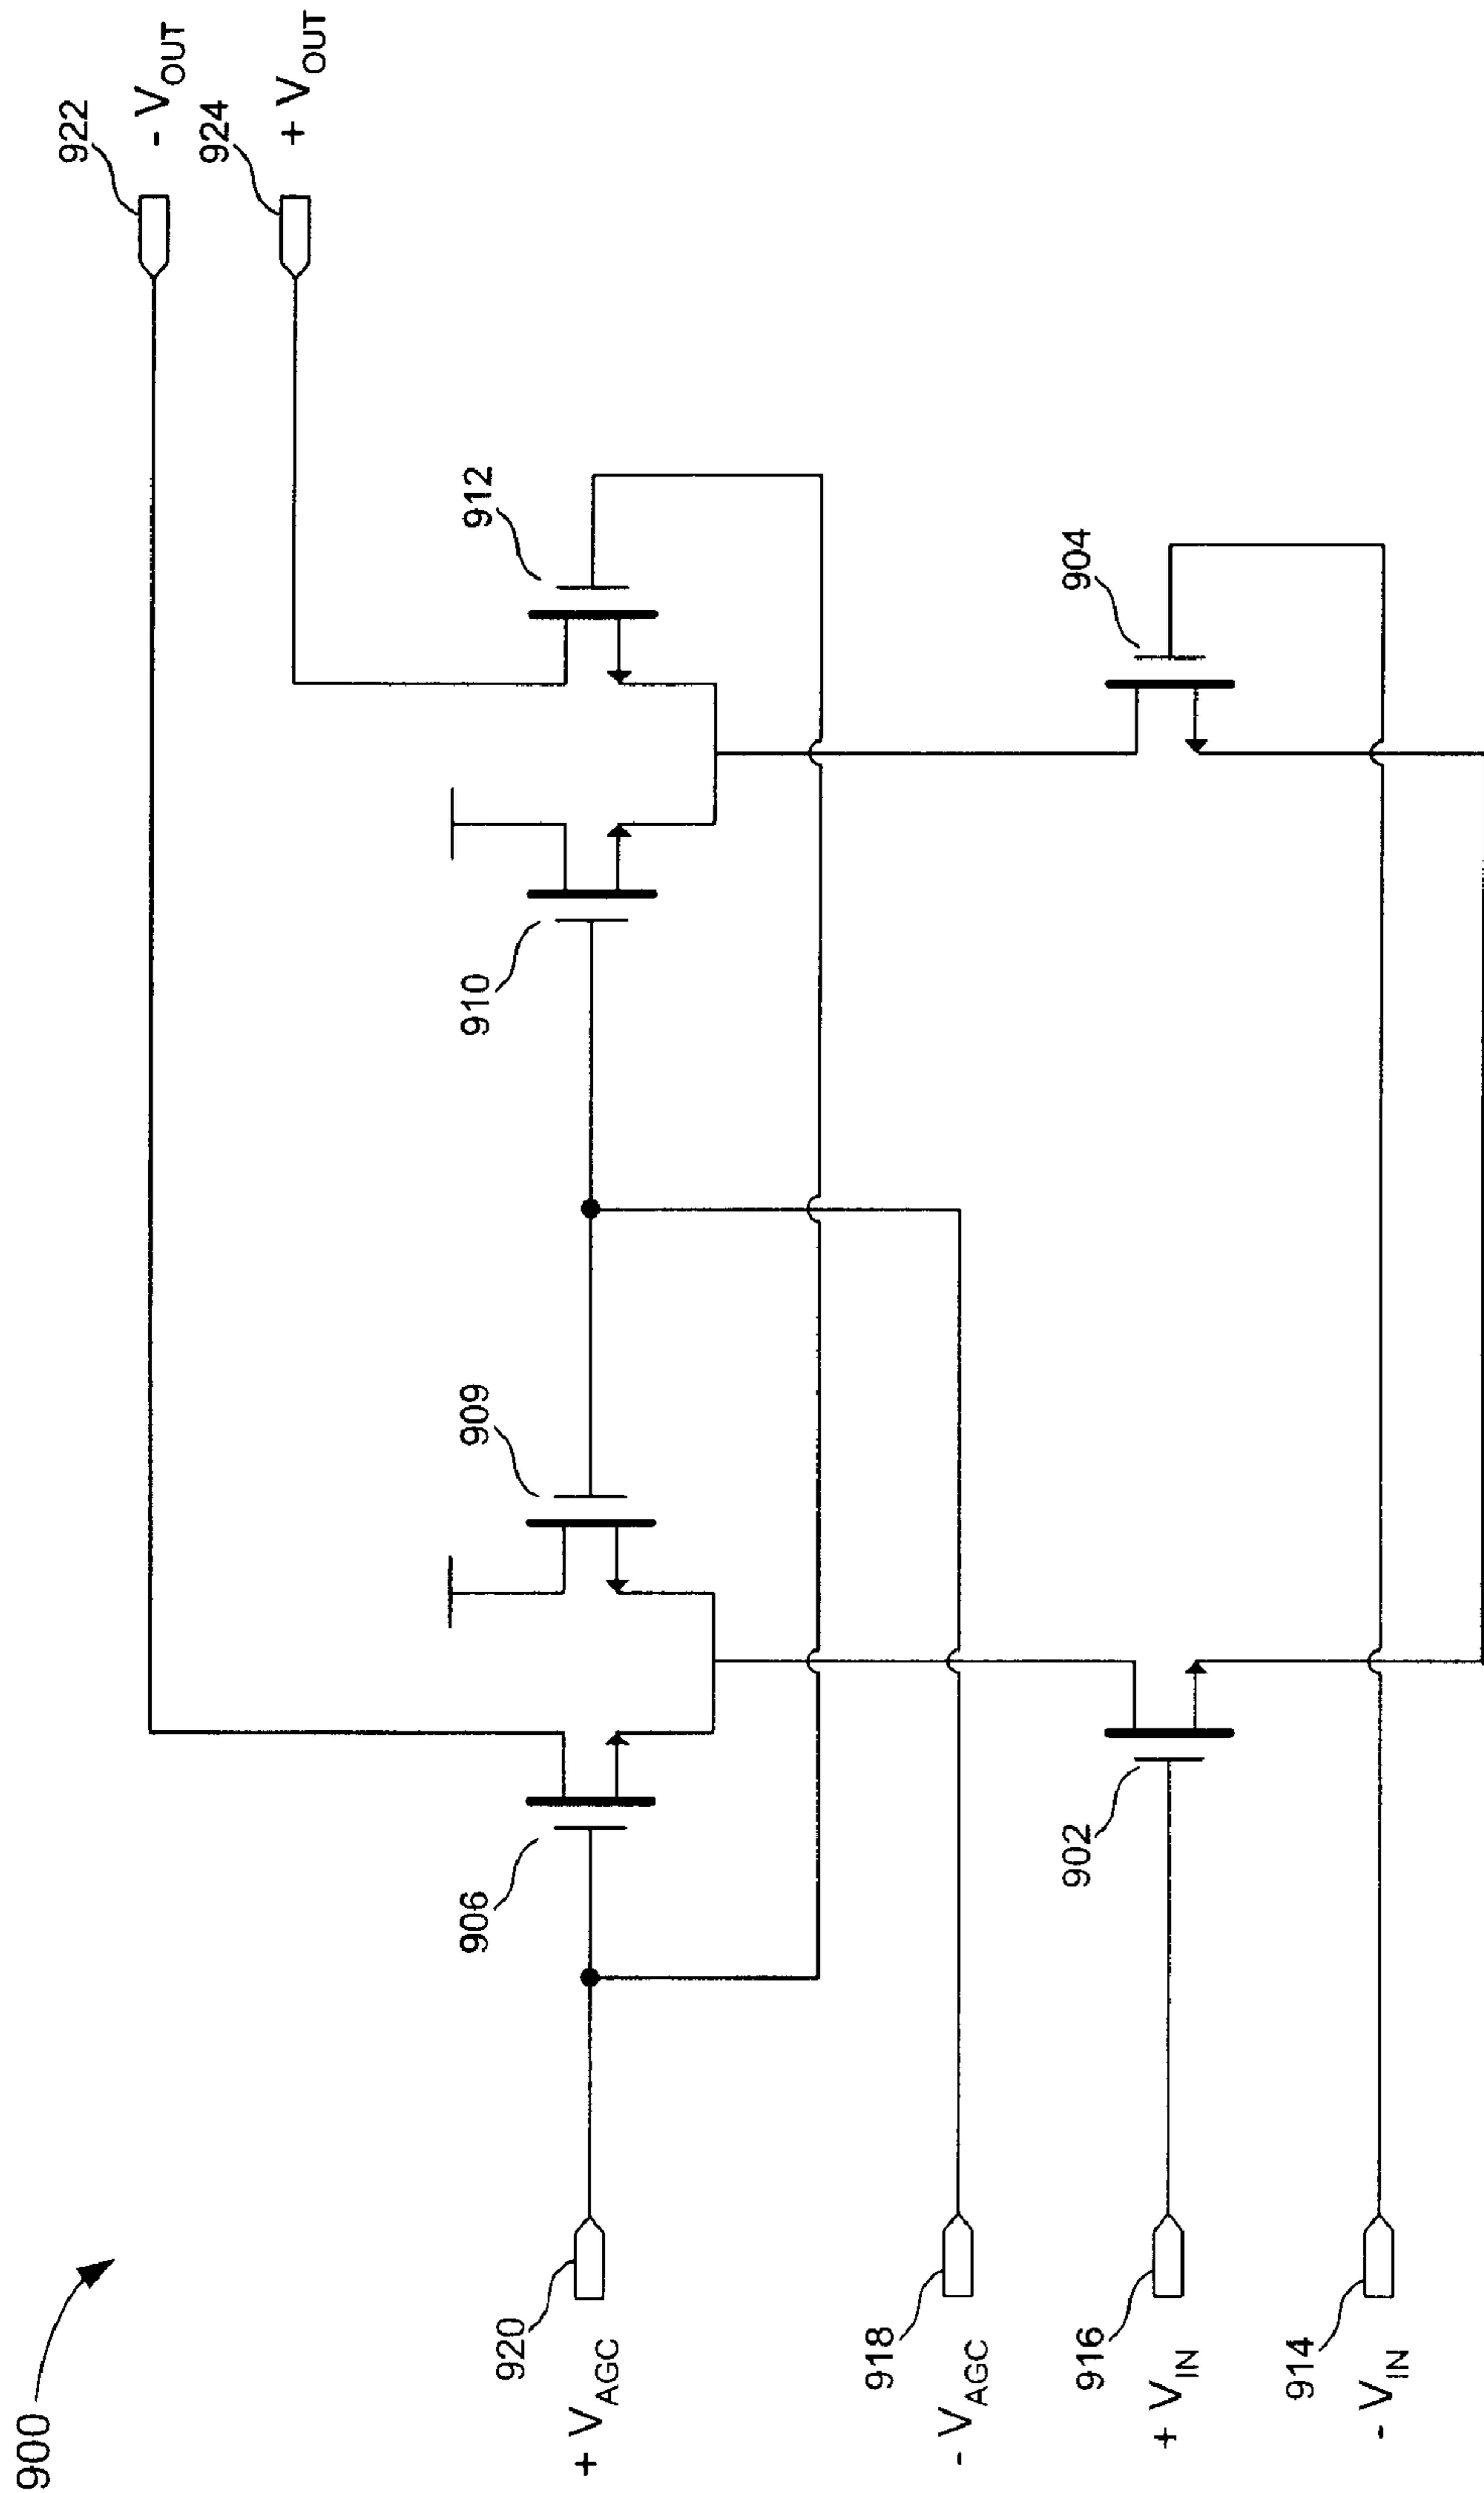 900
922
- VOUT
924
+ VOUT
912
910
909
906
904
902
920
+ VAGC
918
- VAGC
916
+ VIN
914
- VIN